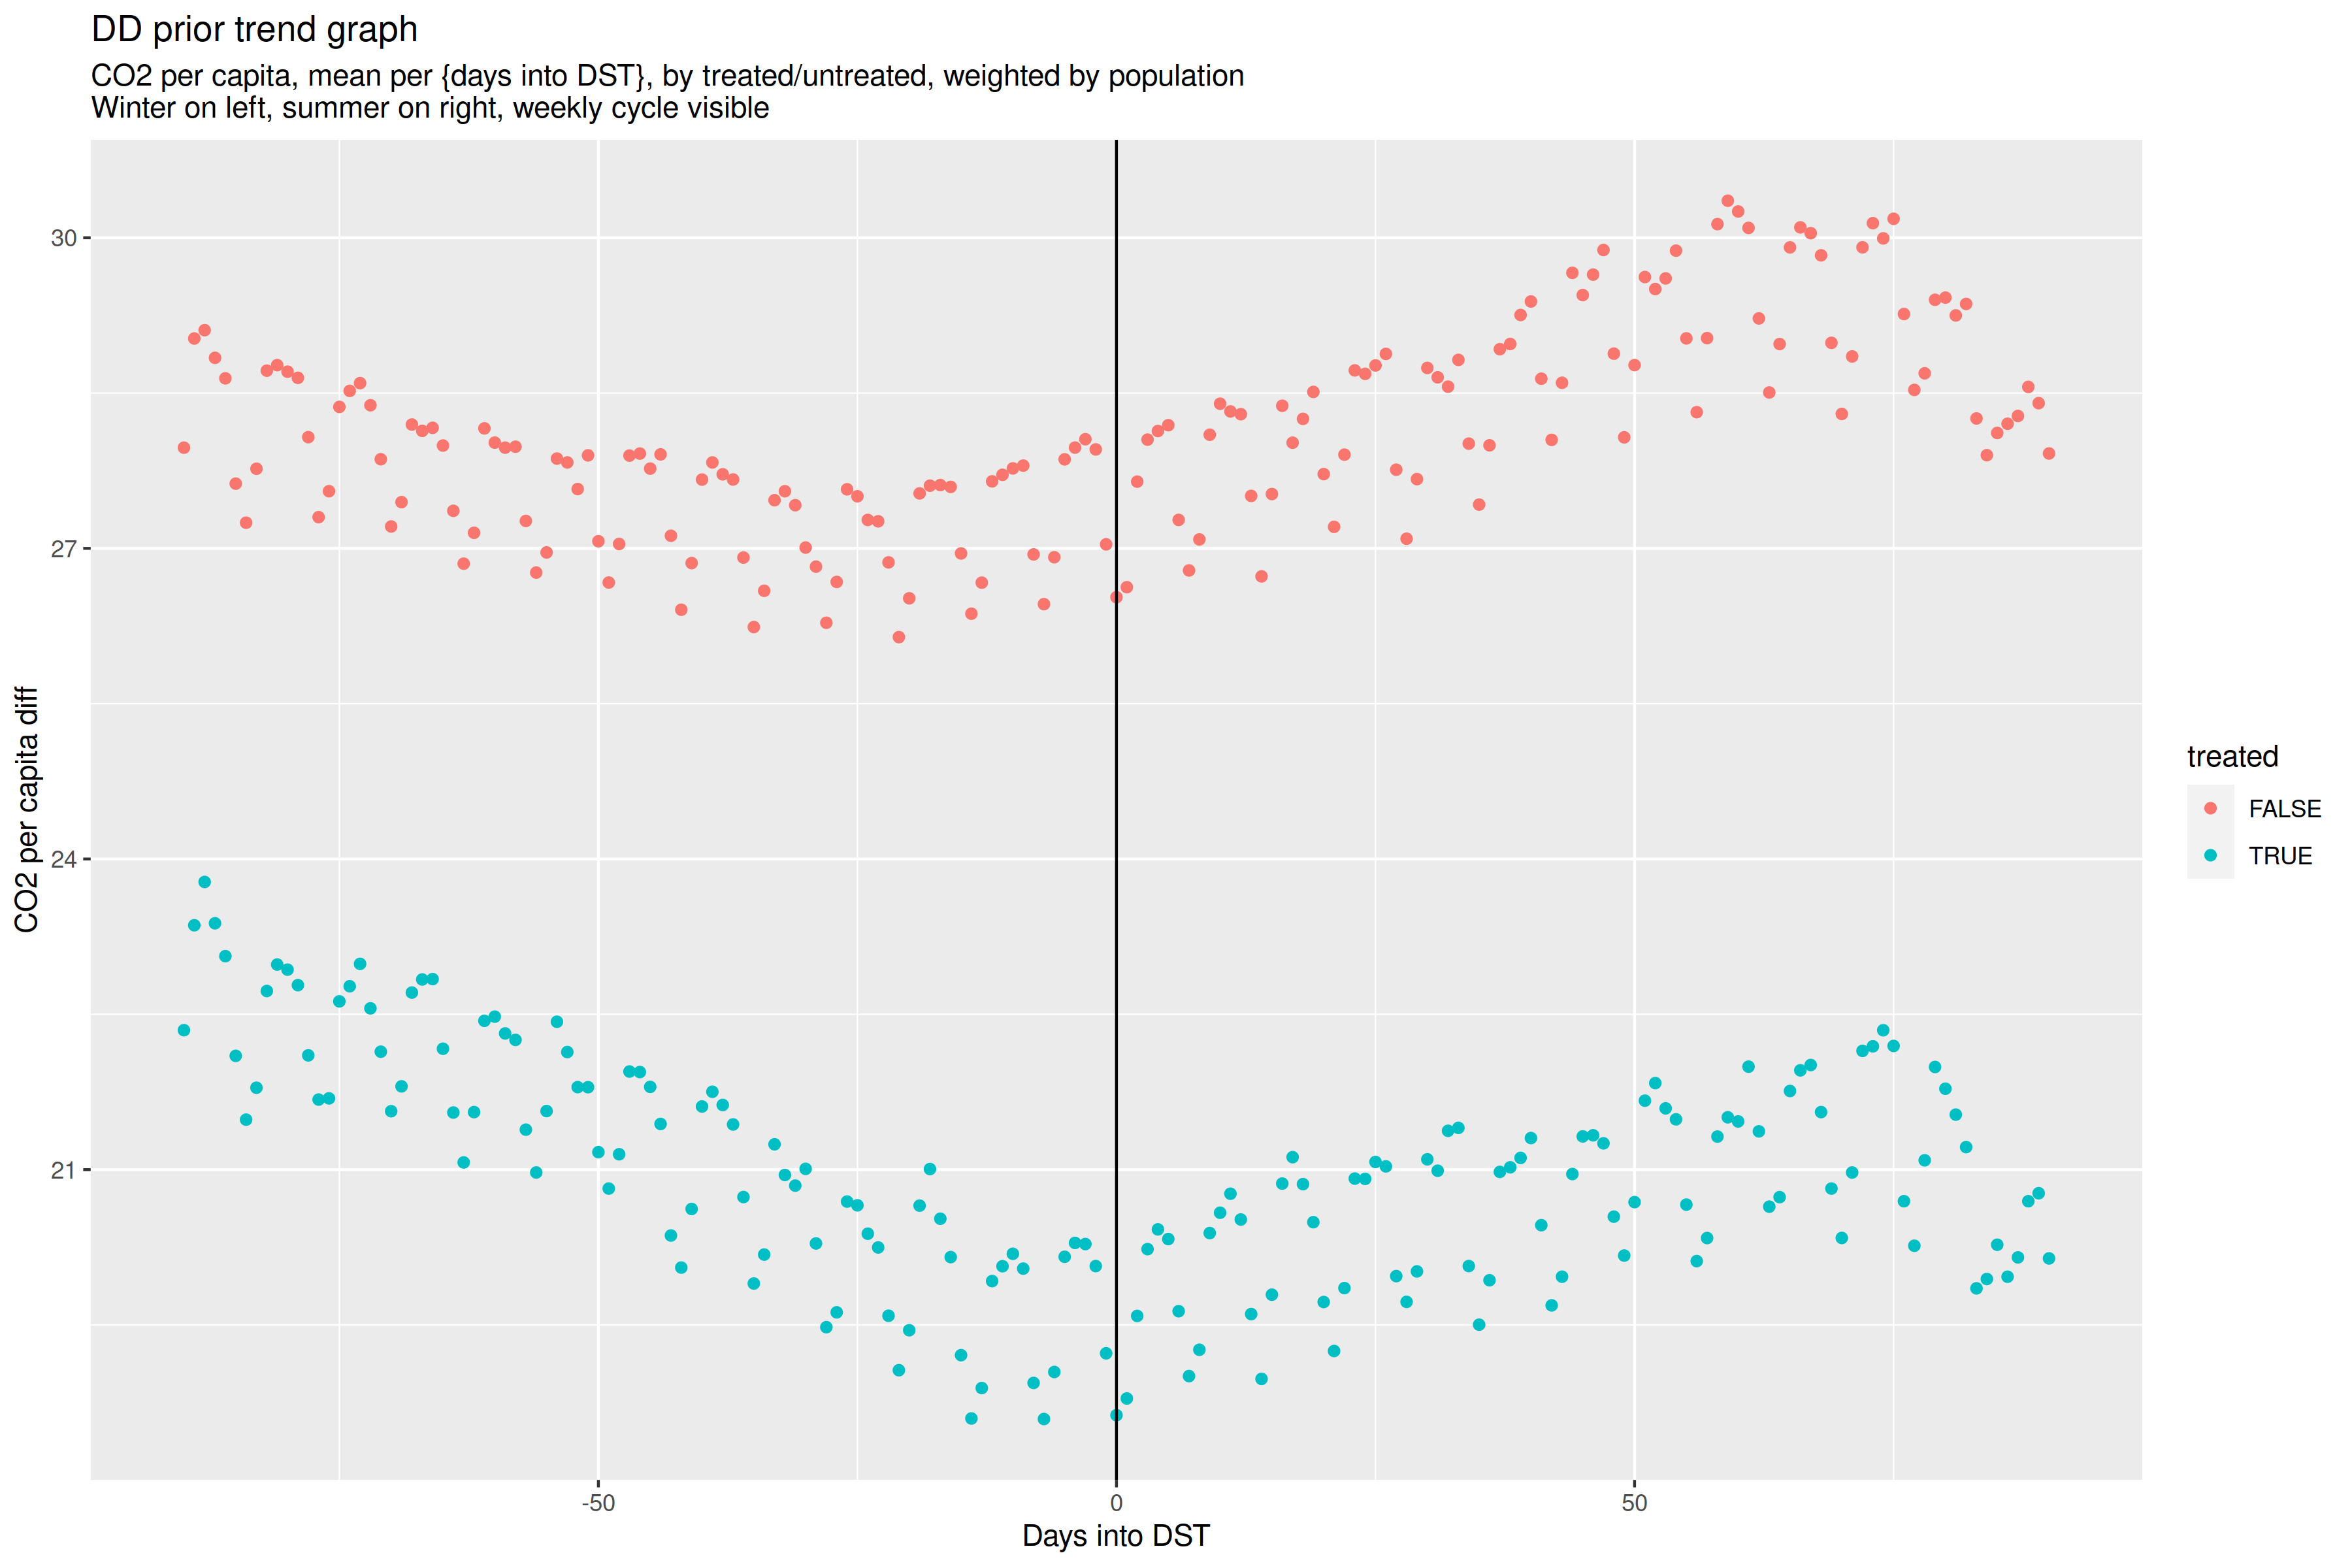 DD prior trend graph
CO2 per capita, mean per {days into DST}, by treated/untreated, weighted by population
Winter on left, summer on right, weekly cycle visible
30
27
24
21
CO2 per capita diff
-50
0
50
Days into DST
treated
FALSE
TRUE